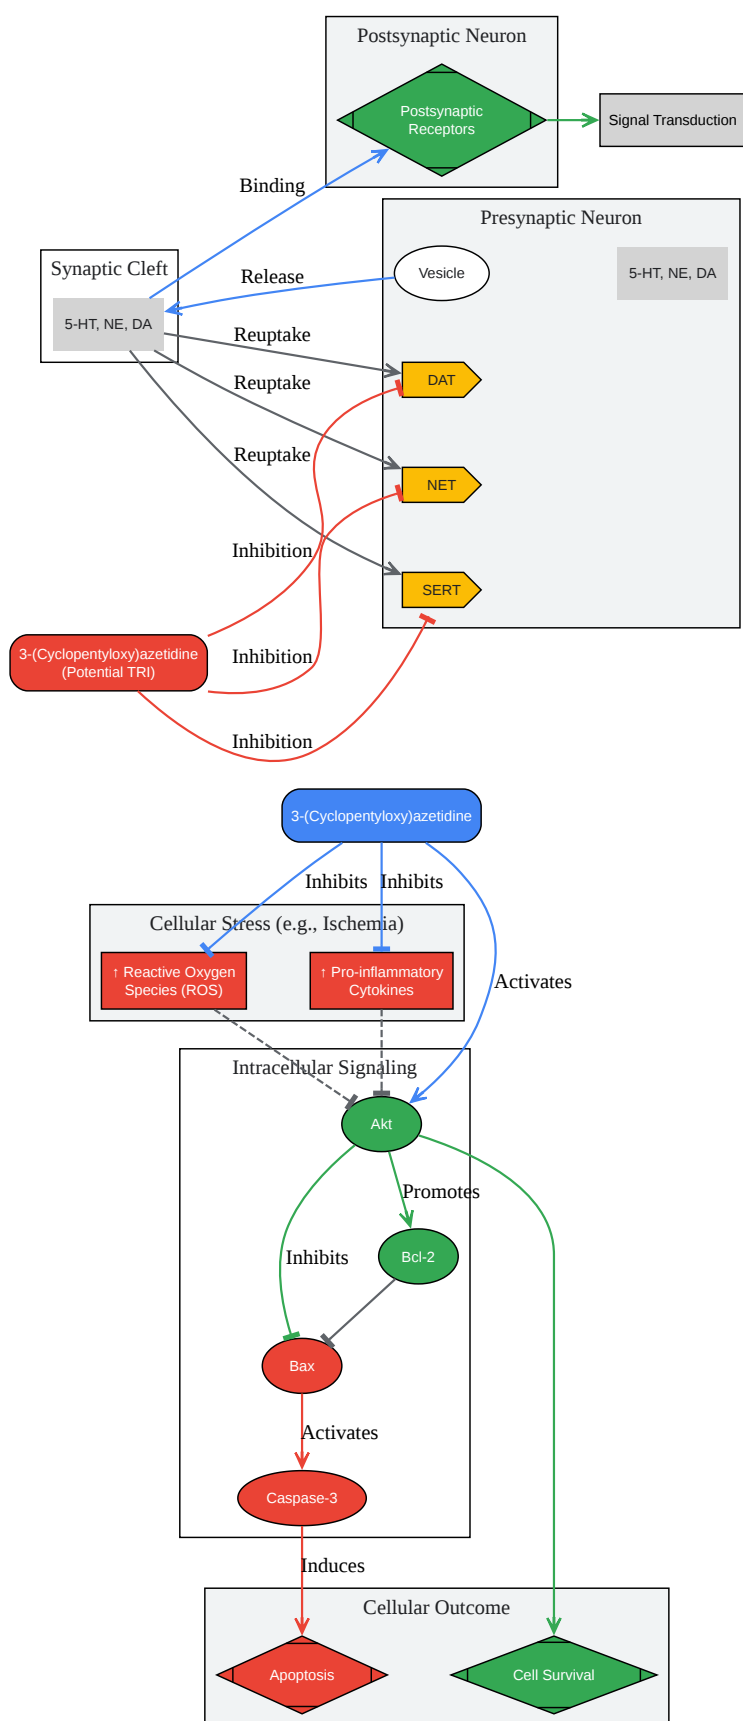 Postsynaptic Neuron
Postsynaptic
Receptors
Signal Transduction
Presynaptic Neuron
Binding
Synaptic Cleft
Release
Vesicle
5-HT, NE, DA
5-HT, NE, DA
Reuptake
DAT
Reuptake
Reuptake
NET
Inhibition
SERT
3-(Cyclopentyloxy)azetidine
(Potential TRI)
Inhibition
Inhibition
3-(Cyclopentyloxy)azetidine
Inhibits
Inhibits
Cellular Stress (e.g., Ischemia)
↑ Reactive Oxygen
Species (ROS)
↑ Pro-inflammatory
Cytokines
Activates
Intracellular Signaling
Akt
Promotes
Inhibits
Bcl-2
Bax
Activates
Caspase-3
Induces
Cellular Outcome
Apoptosis
Cell Survival